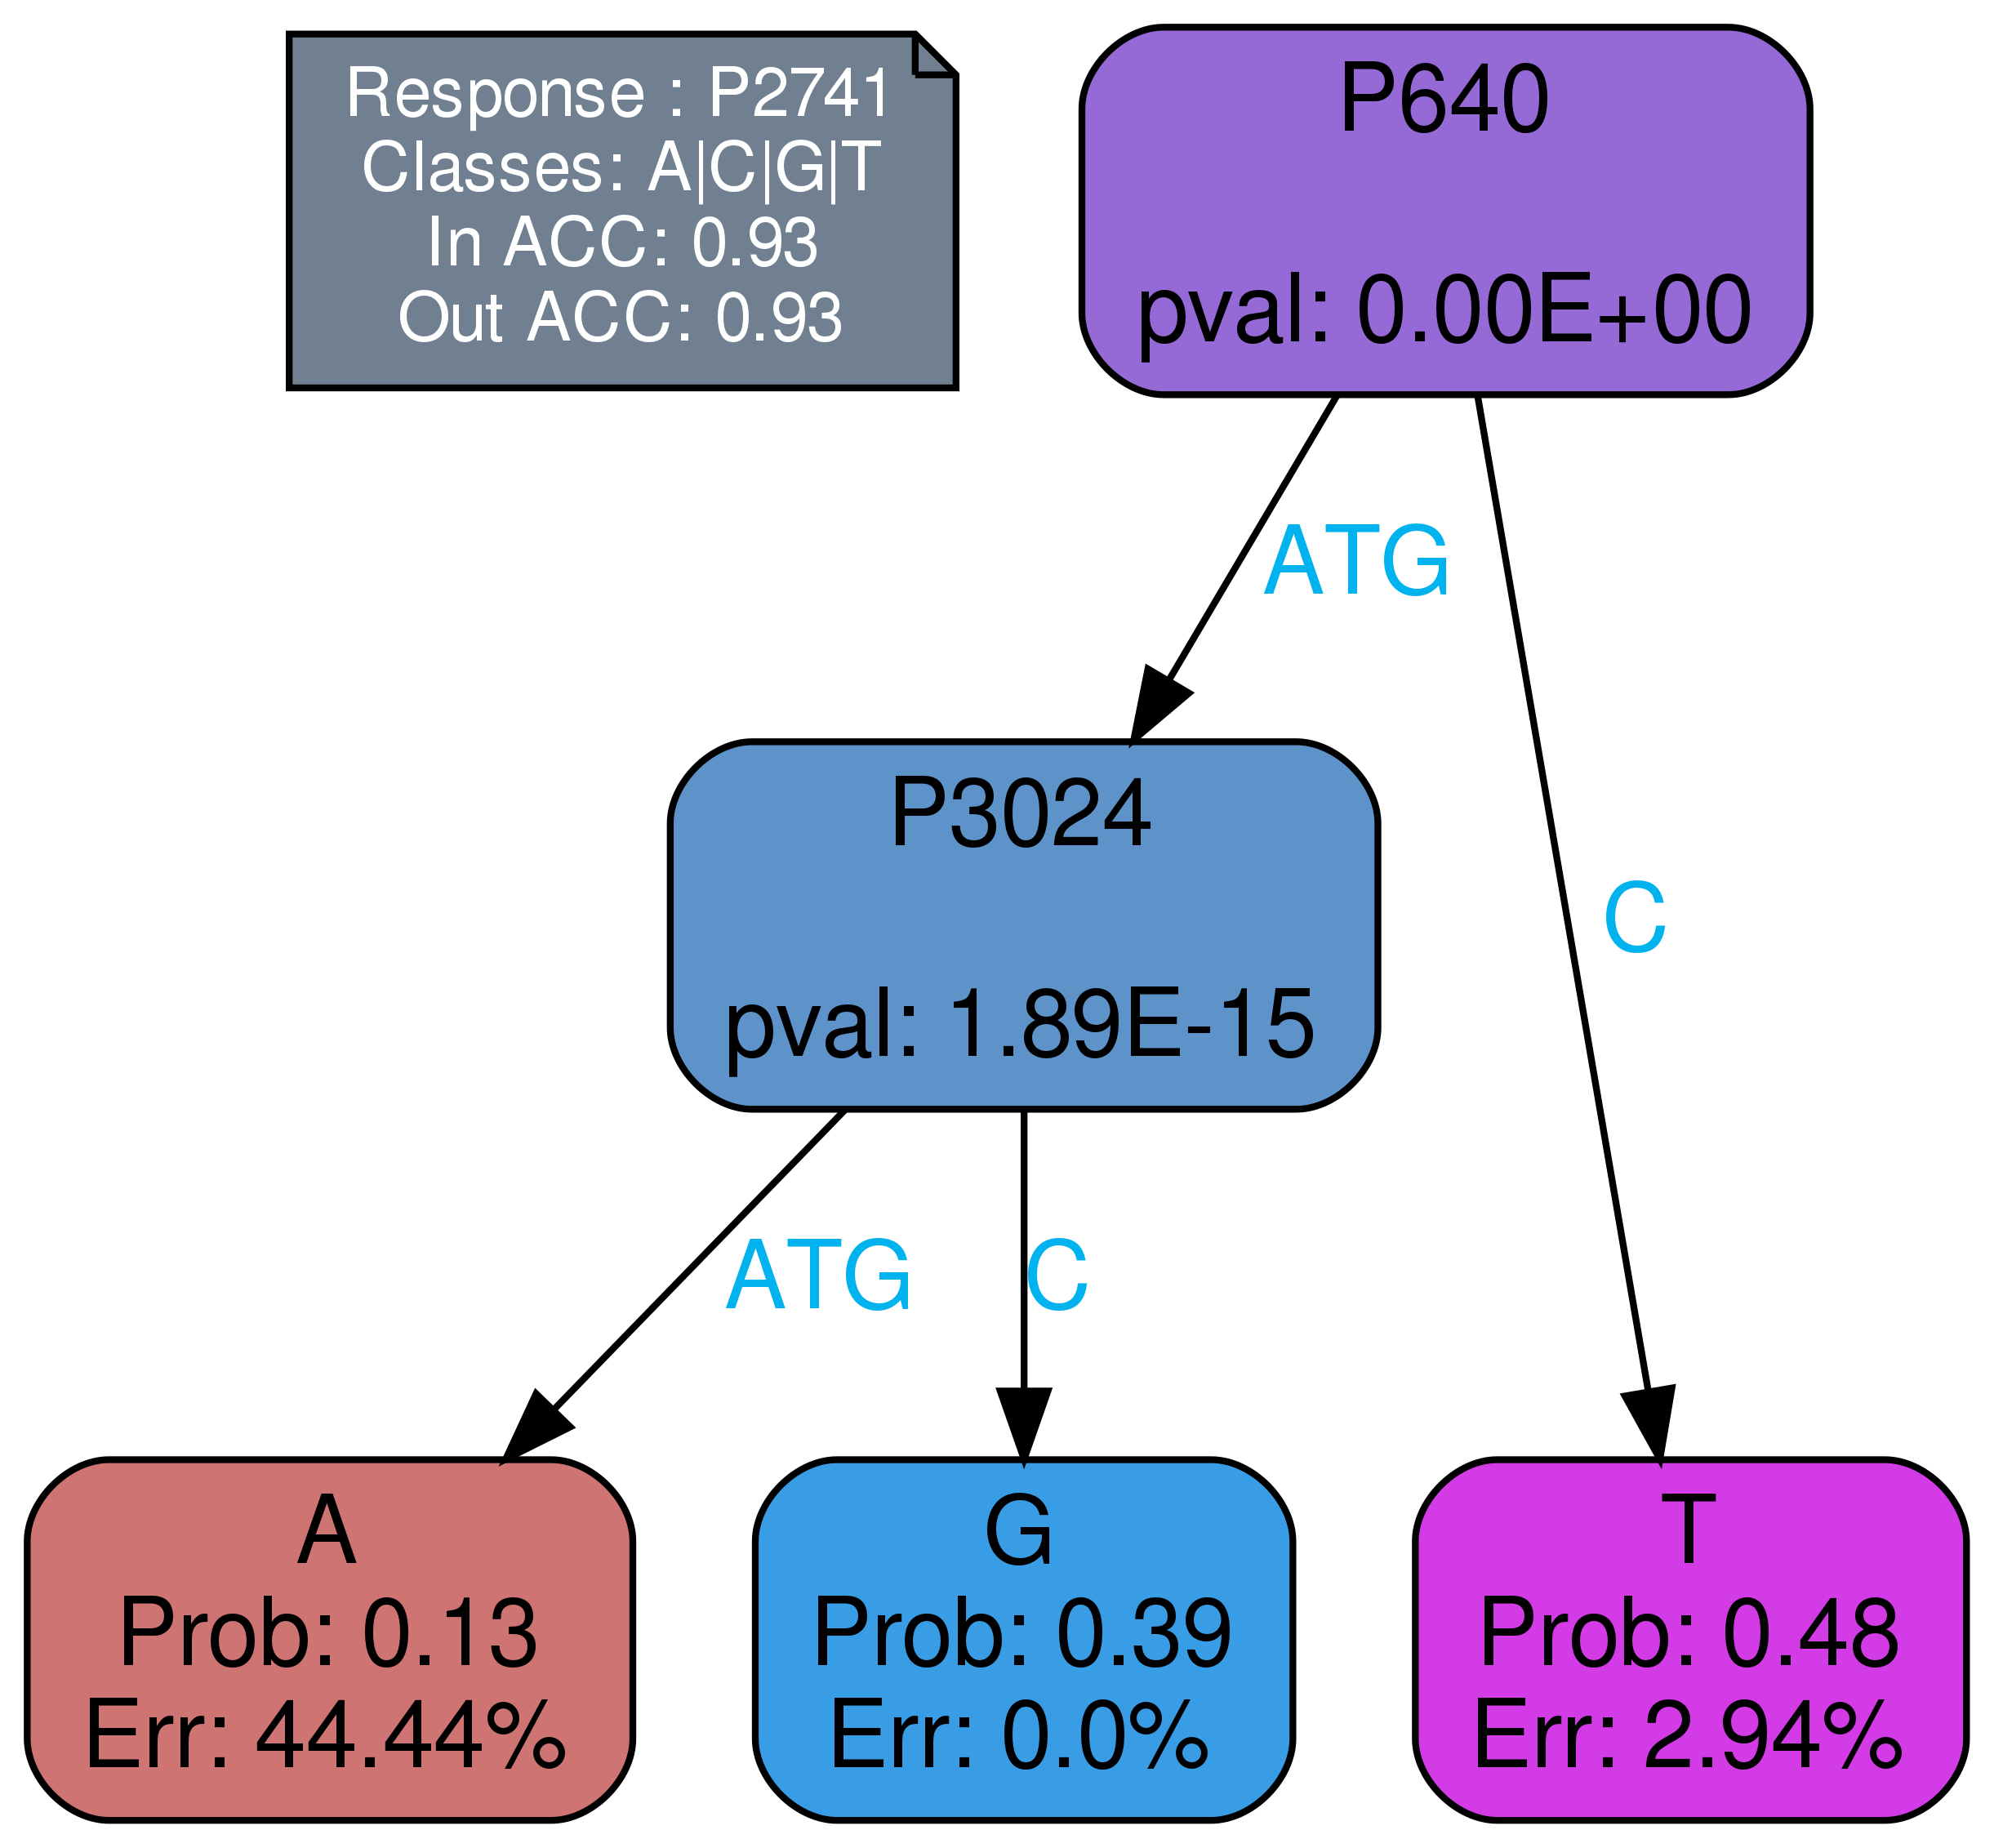 Response : P2741
Classes: A|C|G|T
In ACC: 0.93
Out ACC: 0.93
P640
pval: 0.00E+00
ATG
C
P3024
pval: 1.89E-15
ATG
C
A
Prob: 0.13
Err: 44.44%
G
Prob: 0.39
Err: 0.0%
T
Prob: 0.48
Err: 2.94%